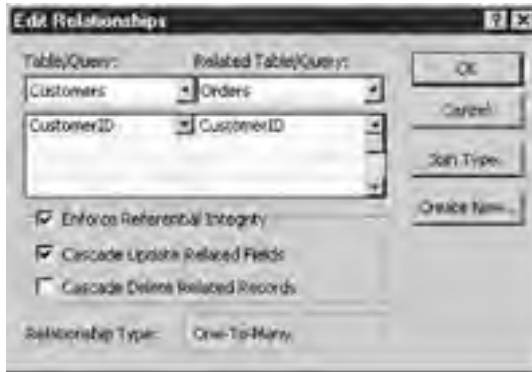 Edit Relationships
Table/Query: Related Table/Query:
Customers Orders
CustomerID CustomerID
Enforce Referential Integrity
Cascade Update Related Fields
Cascade Delete Related Records
Relationship Type: One-To-Many
OK
Cancel
Join Type..
Create New..